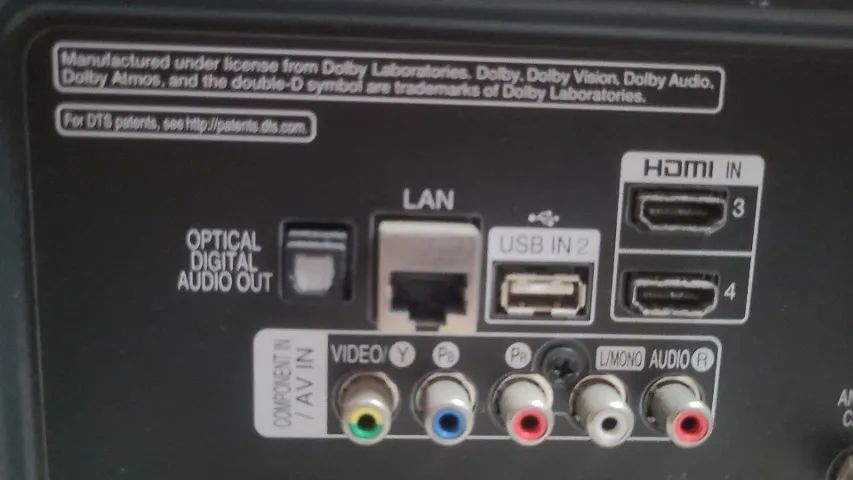 Manufactured under license from Dolby Laboratories. Dolby, Dolby Vision, Dolby Audio,
Dolby Atmos, and the double-D symbol are trademarks of Dolby Laboratories.
For DTS patents, see http://patents.dts.com.
HDMI IN
3
4
LAN
USB IN 2
OPTICAL
DIGITAL
AUDIO OUT
COMPONENT IN
/ AV IN
VIDEO/ Y
PB
PR
L/MONO AUDIO R